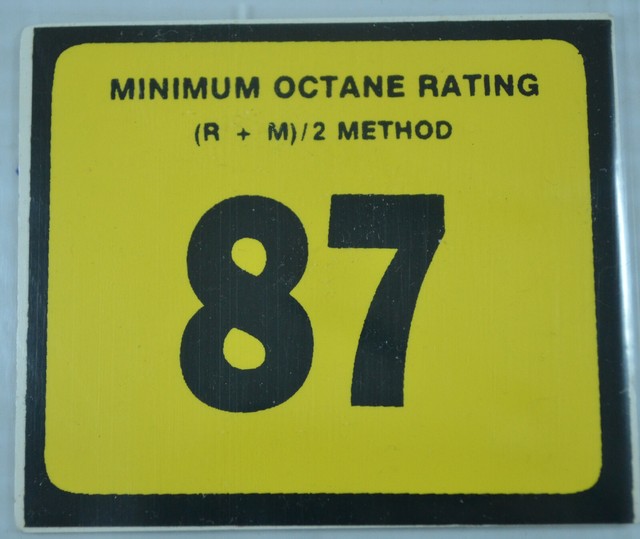 MINIMUM OCTANE RATING
(R + M)/2 METHOD
87